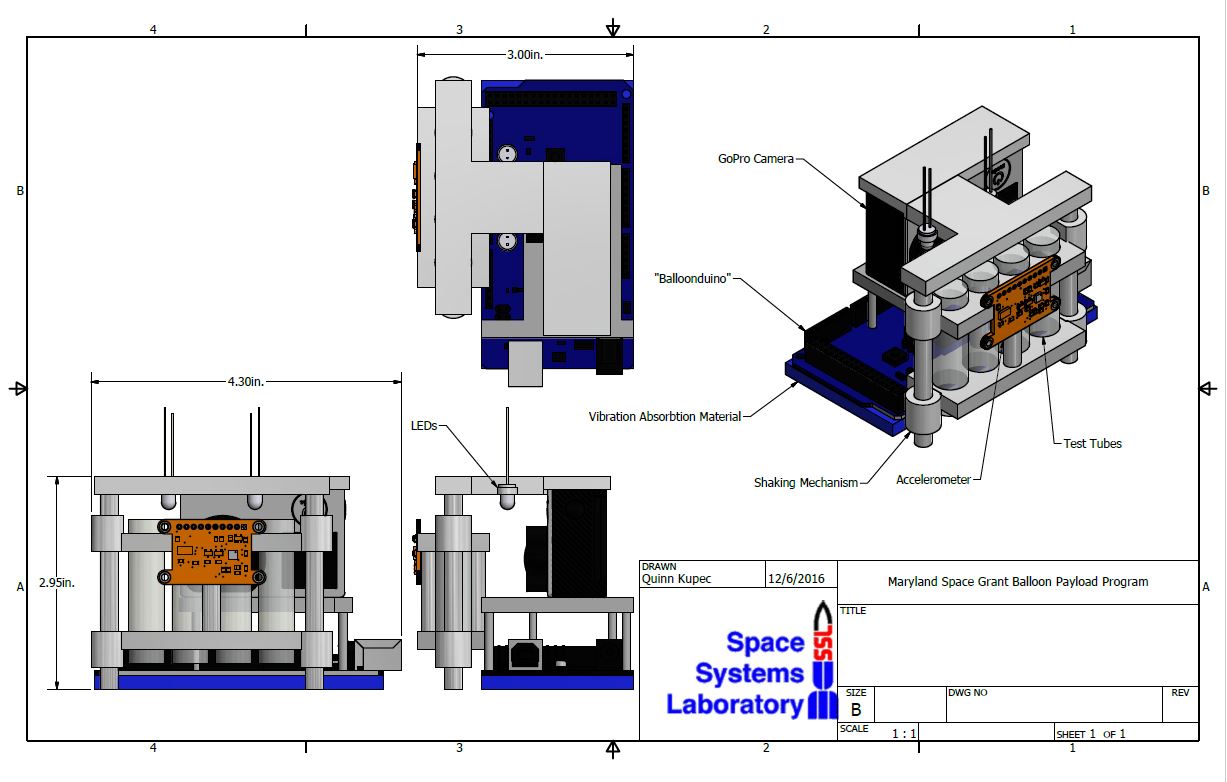 4
3
2
1
3.00in.
B
B
GoPro Camera
"Balloonduino"
4.30in.
Vibration Absorbtion Material
LEDs
Test Tubes
Shaking Mechanism
Accelerometer
2.95in.
A
A
DRAWN
Quinn Kupec
12/6/2016
Maryland Space Grant Balloon Payload Program
TITLE
Space
Systems
Laboratory
SSL
SIZE
B
DWG NO
REV
SCALE
1 : 1
SHEET 1 OF 1
4
3
2
1